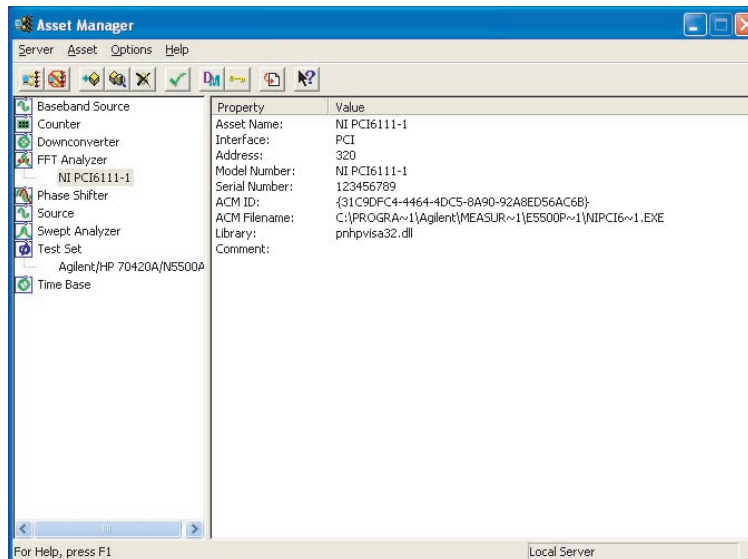 Asset Manager
Server Asset Options Help
Baseband Source
Counter
Downconverter
FFT Analyzer
NI PCI6111-1
Phase Shifter
Source
Swept Analyzer
Test Set
Agilent/HP 70420A/N5500A
Time Base
Property Value
Asset Name: NI PCI6111-1
Interface: PCI
Address: 320
Model Number: NI PCI6111-1
Serial Number: 123456789
ACM ID: {31C9DFC4-4464-4DC5-8A90-92A8ED56AC6B}
ACM Filename: C:\PROGRA~1\Agilent\MEASUR~1\E5500P~1\NIPCI6~1.EXE
Library: pnhpvisa32.dll
Comment:
For Help, press F1
Local Server